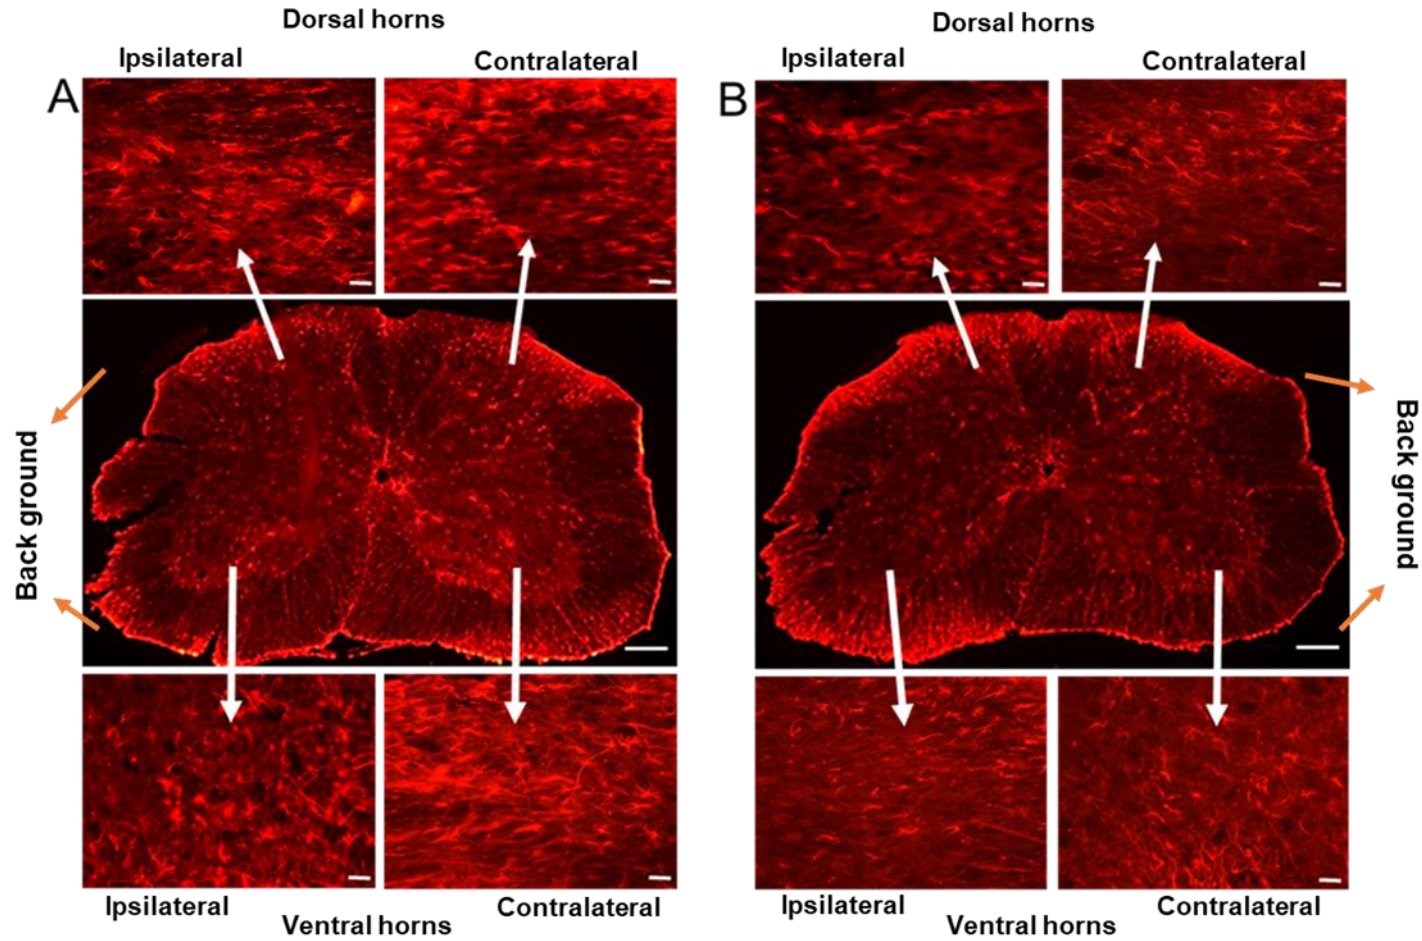 Dorsal horns
Ipsilateral
Contralateral
A
Back ground
Ipsilateral
Contralateral
Ventral horns
Dorsal horns
Ipsilateral
Contralateral
B
Back ground
Ipsilateral
Contralateral
Ventral horns